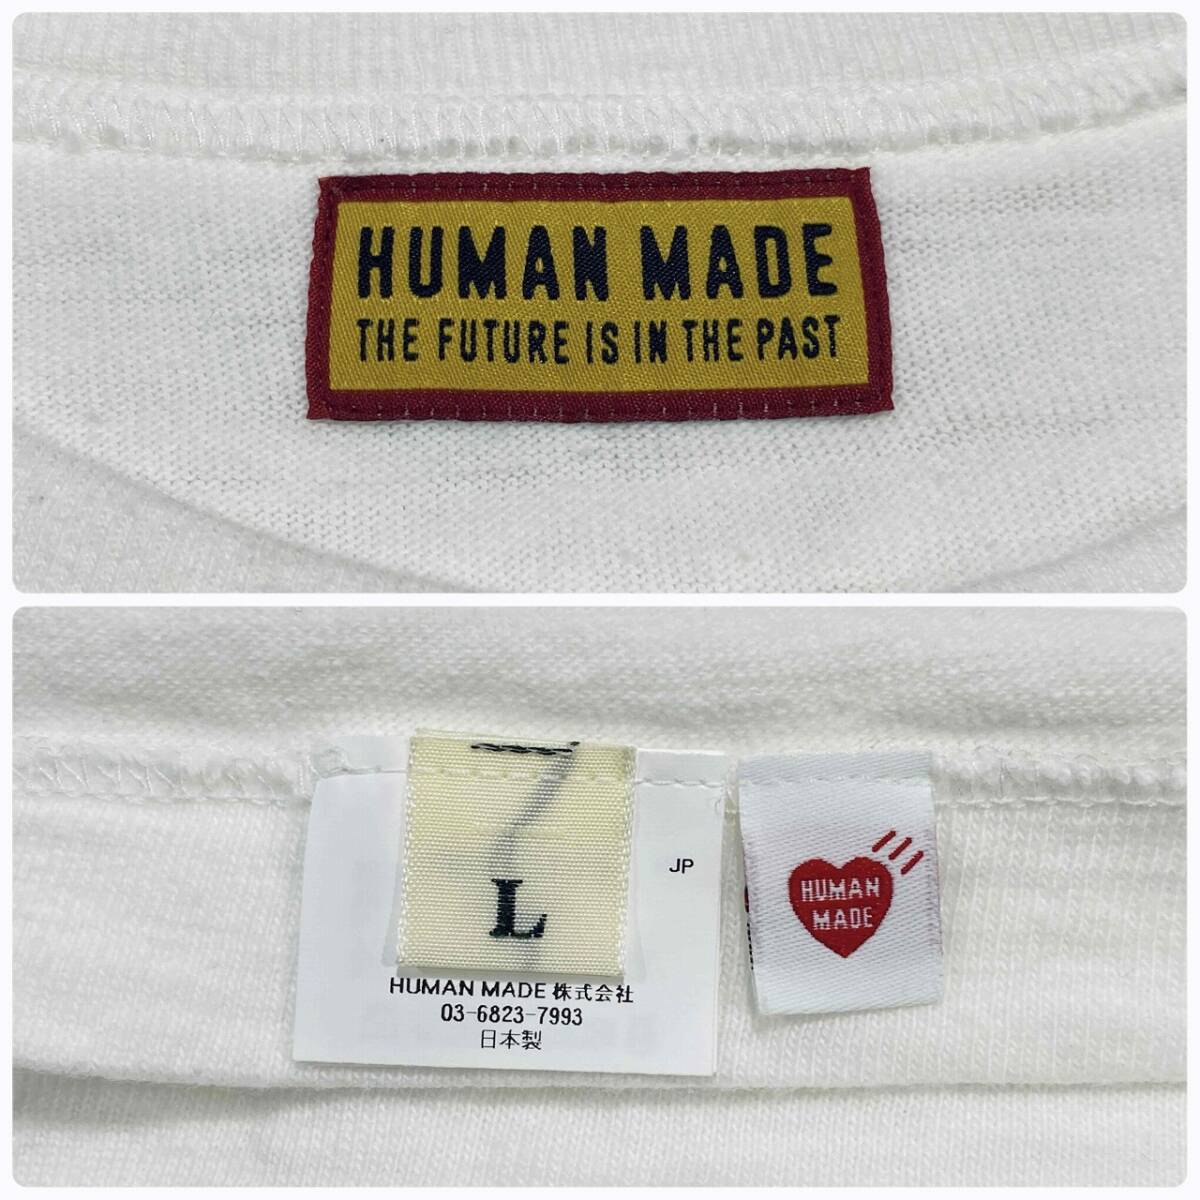 HUMAN MADE
THE FUTURE IS IN THE PAST
L
JP
HUMAN MADE 株式会社
03-6823-7993
日本製
HUMAN
MADE